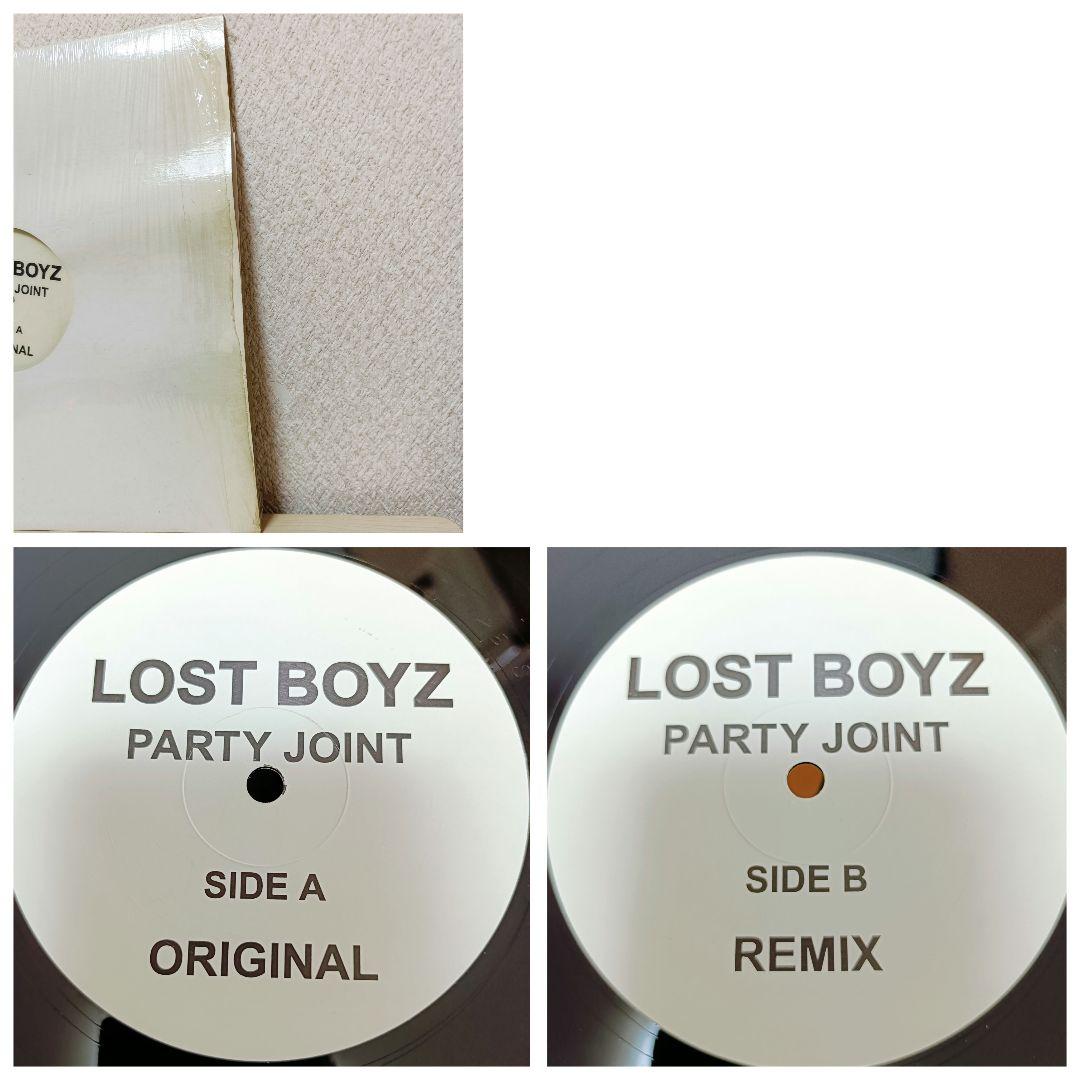 BOYZ
JOINT
A
NAL
LOST BOYZ
PARTY JOINT
SIDE A
ORIGINAL
LOST BOYZ
PARTY JOINT
SIDE B
REMIX